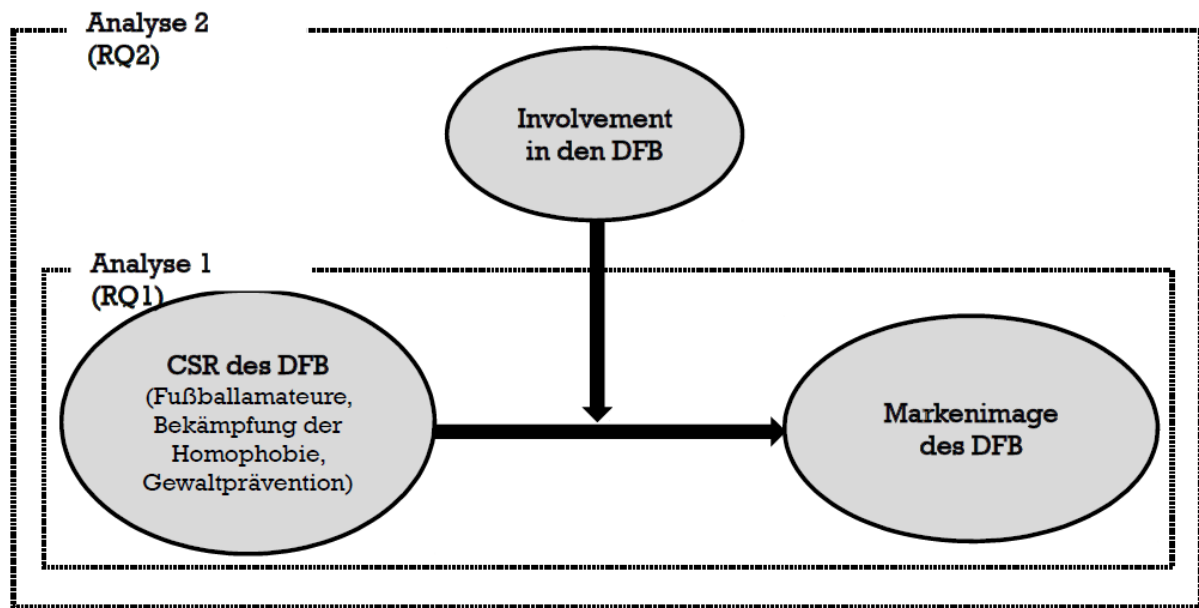 Analyse 2
(RQ2)
Involvement
in den DFB
Analyse 1
(RQ1)
CSR des DFB
(Fußballamateure,
Bekämpfung der
Homophobie,
Gewaltprävention)
Markenimage
des DFB